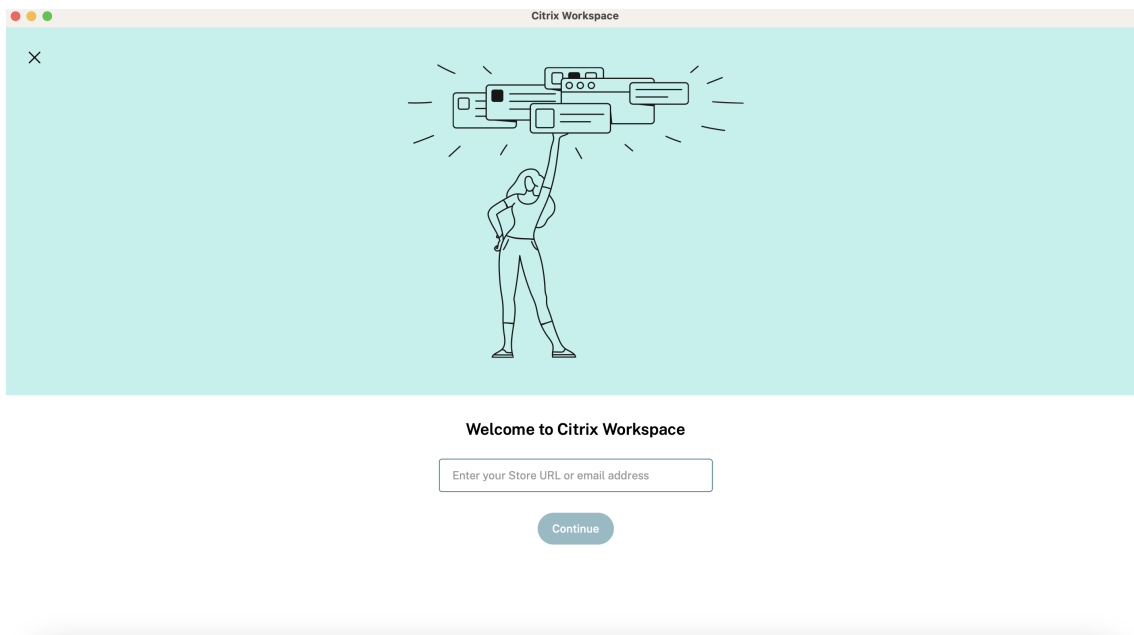 Citrix Workspace
Welcome to Citrix Workspace
Enter your Store URL or email address
Continue